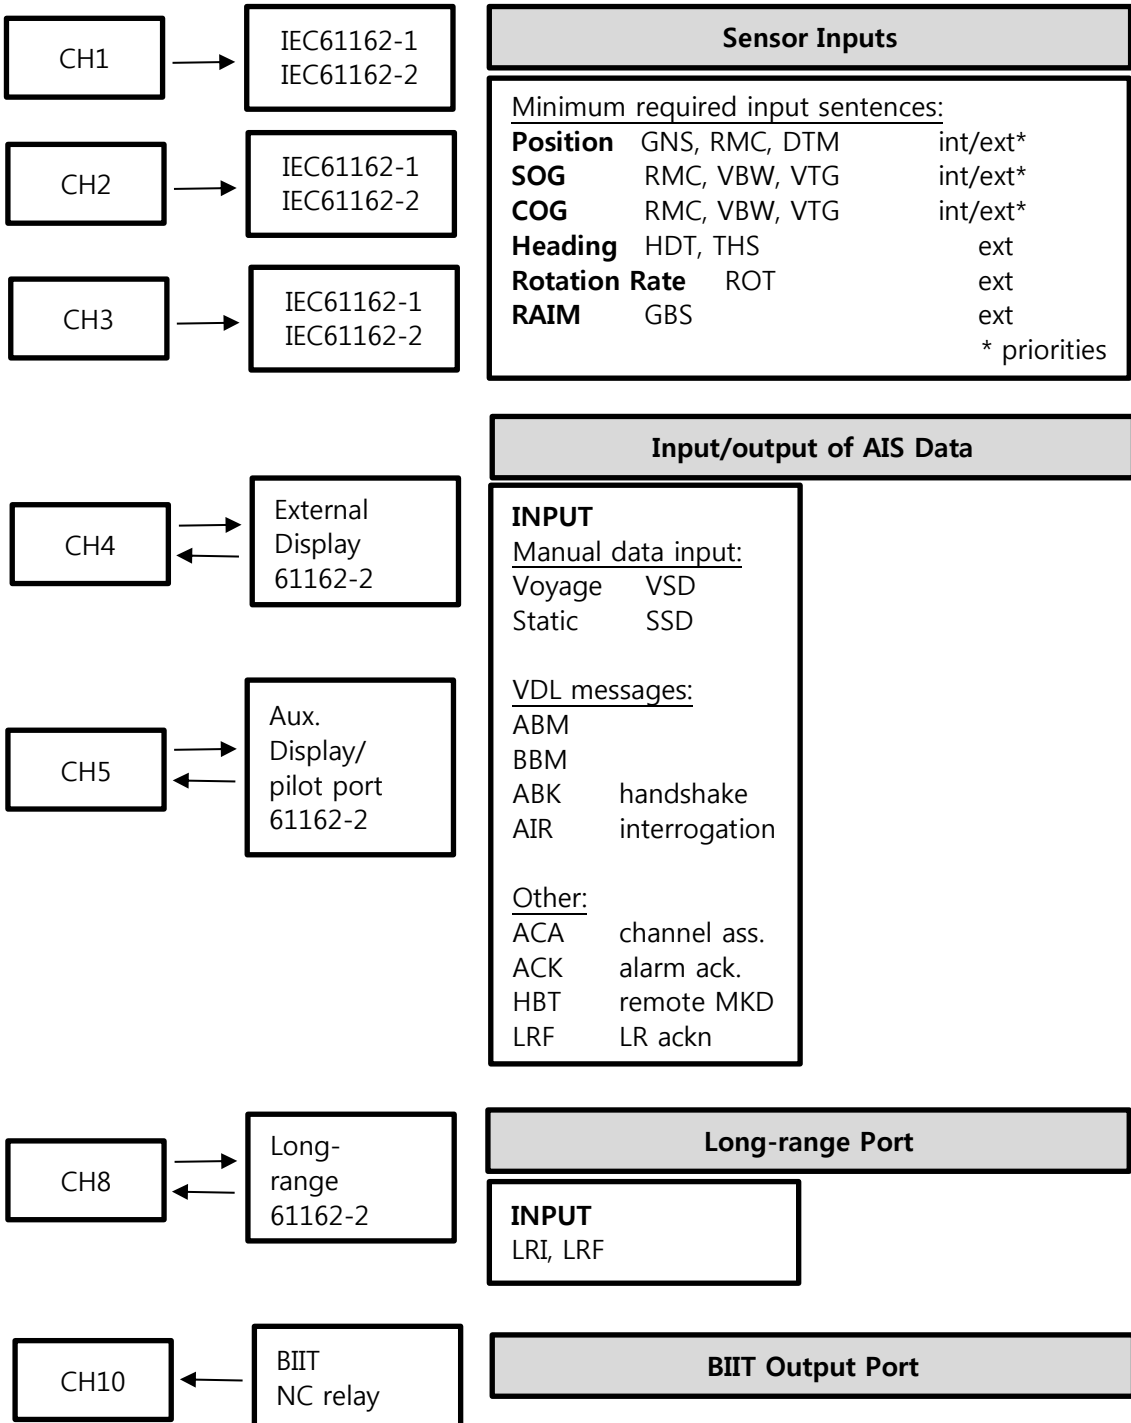 CH1
IEC61162-1
IEC61162-2
Sensor Inputs
Minimum required input sentences:
Position GNS, RMC, DTM int/ext*
SOG RMC, VBW, VTG int/ext*
COG RMC, VBW, VTG int/ext*
Heading HDT, THS ext
Rotation Rate ROT ext
RAIM GBS ext
* priorities
CH2
IEC61162-1
IEC61162-2
CH3
IEC61162-1
IEC61162-2
Input/output of AIS Data
CH4
External
Display
61162-2
CH5
Aux.
Display/
pilot port
61162-2
INPUT
Manual data input:
Voyage VSD
Static SSD
VDL messages:
ABM
BBM
ABK handshake
AIR interrogation
Other:
ACA channel ass.
ACK alarm ack.
HBT remote MKD
LRF LR ackn
CH8
Long-
range
61162-2
Long-range Port
INPUT
LRI, LRF
CH10
BIIT
NC relay
BIIT Output Port